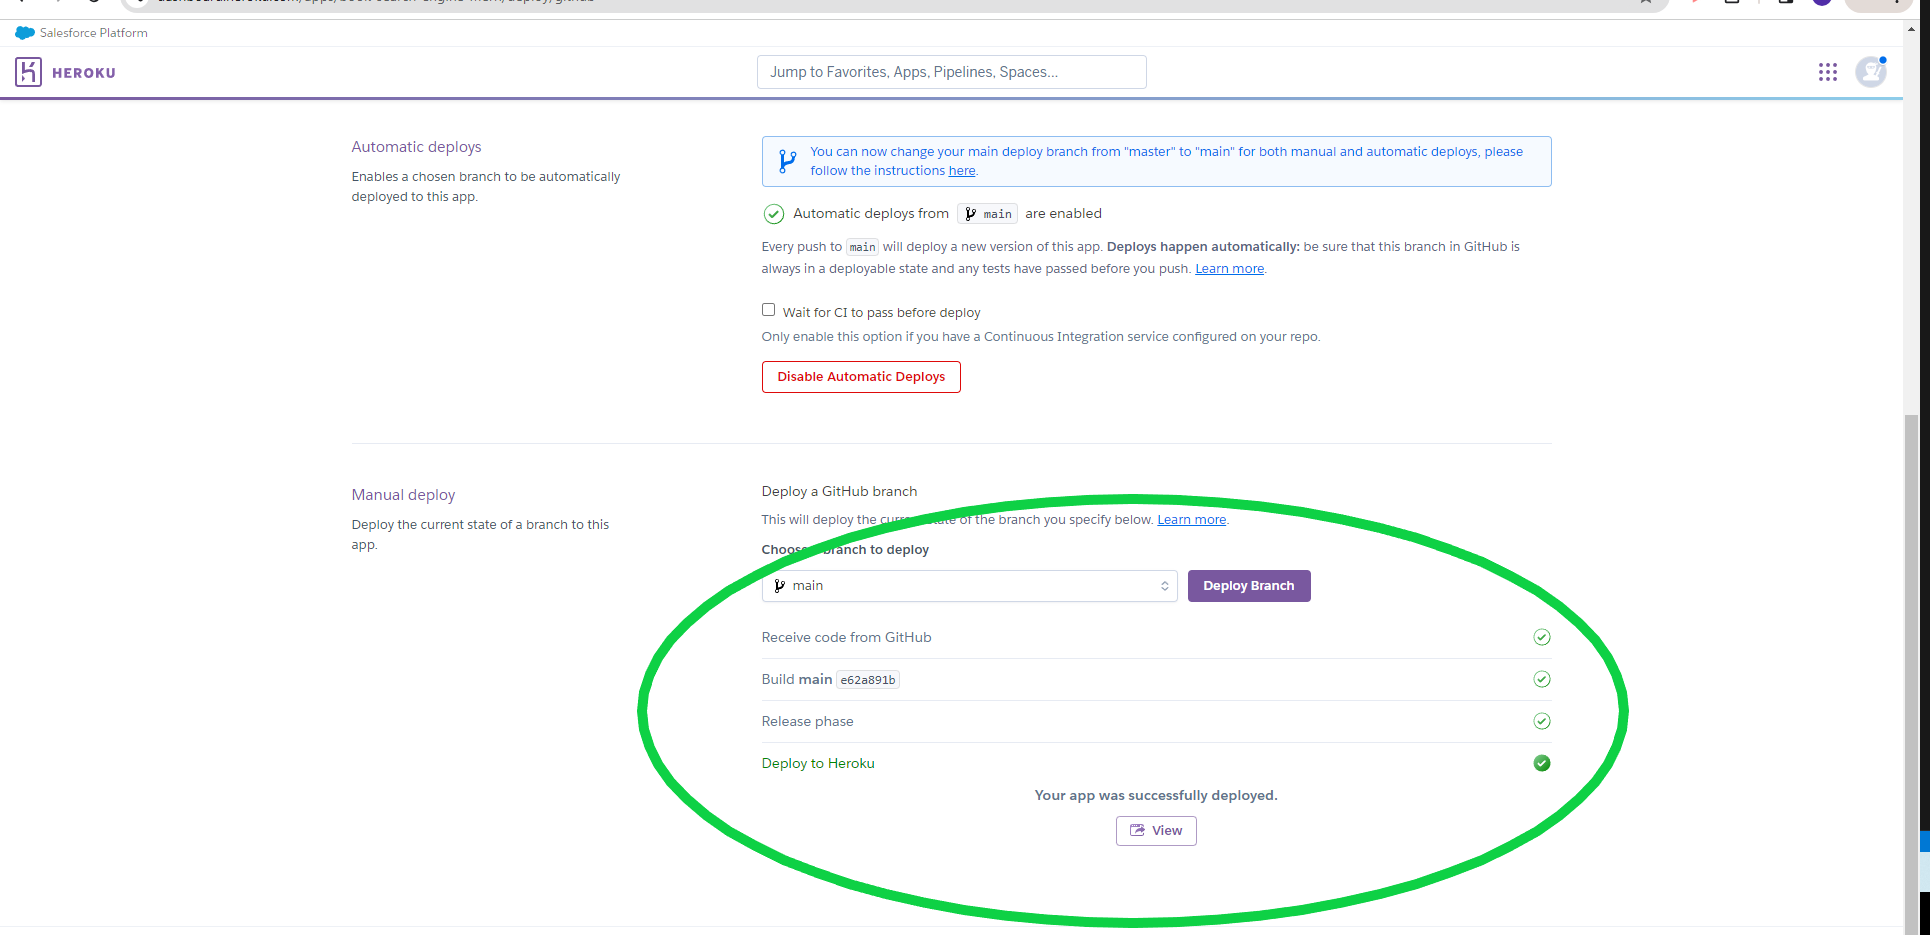 Salesforce Platform
HEROKU
Jump to Favorites, Apps, Pipelines, Spaces...
Automatic deploys
Enables a chosen branch to be automatically
deployed to this app.
You can now change your main deploy branch from "master" to "main" for both manual and automatic deploys, please
follow the instructions here.
Automatic deploys from main are enabled
Every push to main will deploy a new version of this app. Deploys happen automatically: be sure that this branch in GitHub is
always in a deployable state and any tests have passed before you push. Learn more.
Wait for CI to pass before deploy
Only enable this option if you have a Continuous Integration service configured on your repo.
Disable Automatic Deploys
Manual deploy
Deploy the current state of a branch to this
app.
Deploy a GitHub branch
This will deploy the current state of the branch you specify below. Learn more.
Choose branch to deploy
main
Deploy Branch
Receive code from GitHub
Build main e62a891b
Release phase
Deploy to Heroku
Your app was successfully deployed.
View